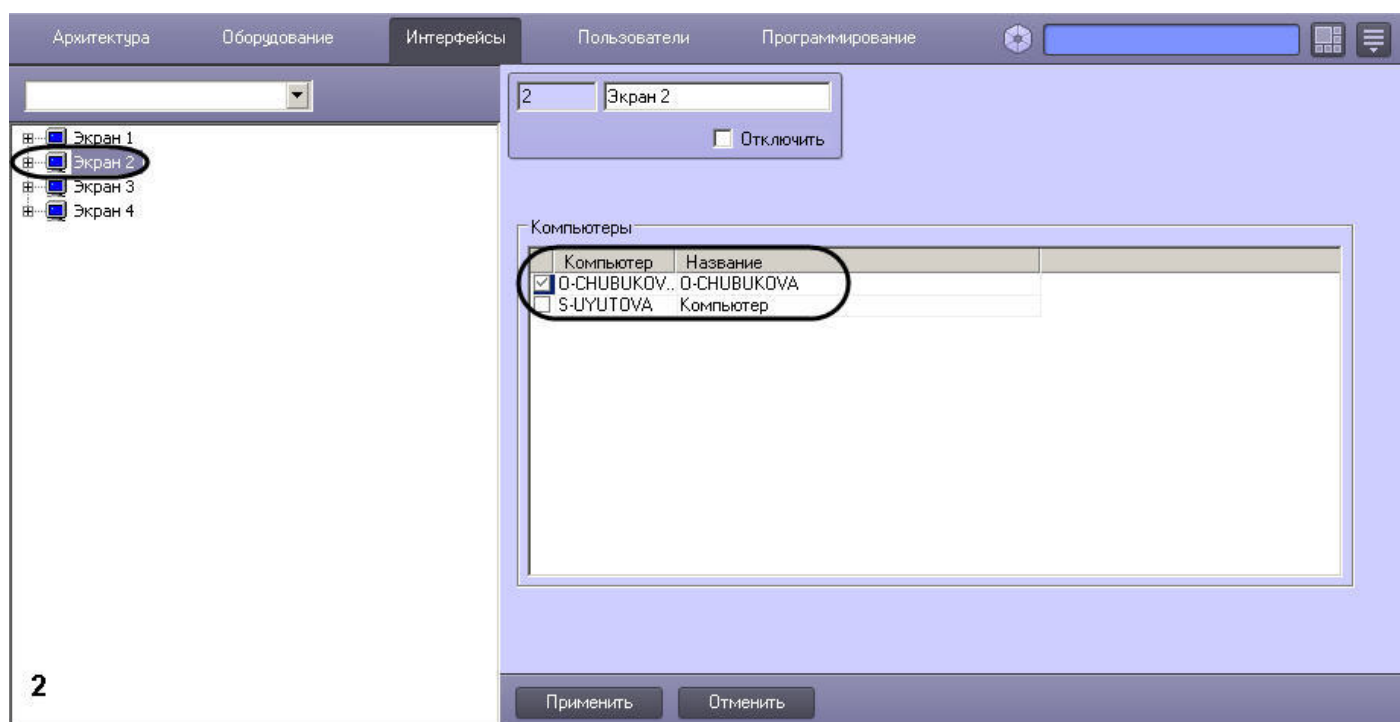 Архитектура Оборудование Интерфейсы Пользователи Программирование
2 Экран 2
Отключить
Экран 1
Экран 2
Экран 3
Экран 4
Компьютеры
Компьютер Название
O-CHUBUKOV.. O-CHUBUKOVA
S-UYUTOVA Компьютер
2
Применить Отменить